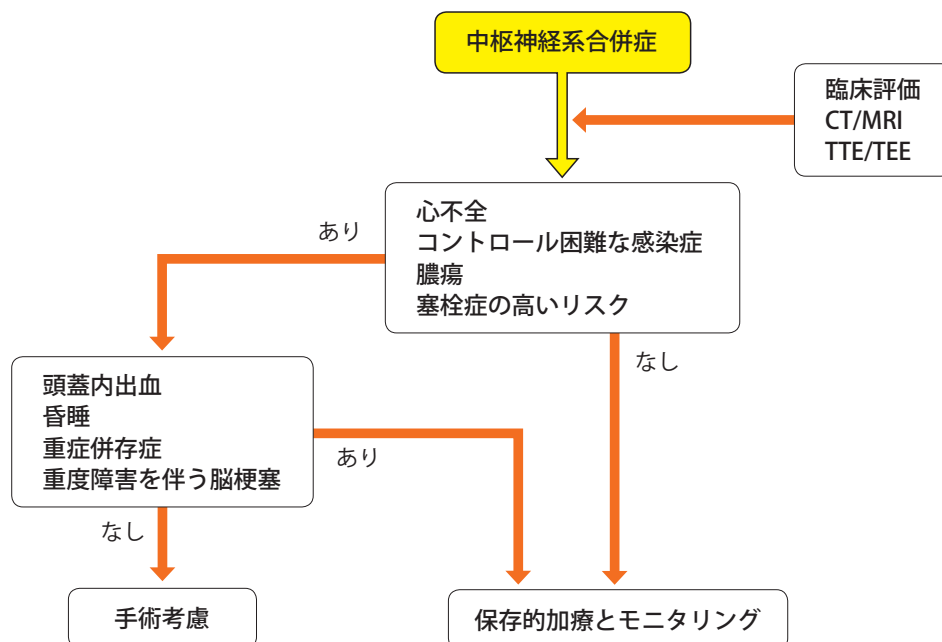 中枢神経系合併症
臨床評価
CT/MRI
TTE/TEE
心不全
コントロール困難な感染症
膿瘍
塞栓症の高いリスク
あり
なし
頭蓋内出血
昏睡
重症併存症
重度障害を伴う脳梗塞
あり
なし
手術考慮
保存的加療とモニタリング